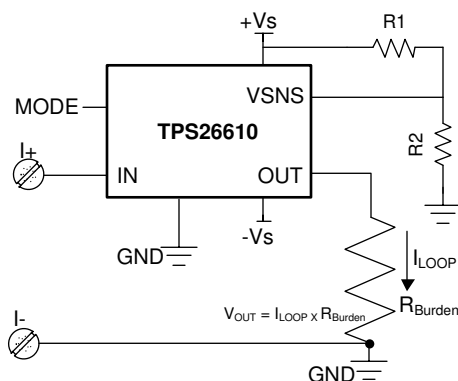 R1
+Vs
VSNS
MODE
TPS26610
R2
I+
IN
OUT
GND
-Vs
ILOOP
VOUT = ILOOP X RBurden
RBurden
I-
GND